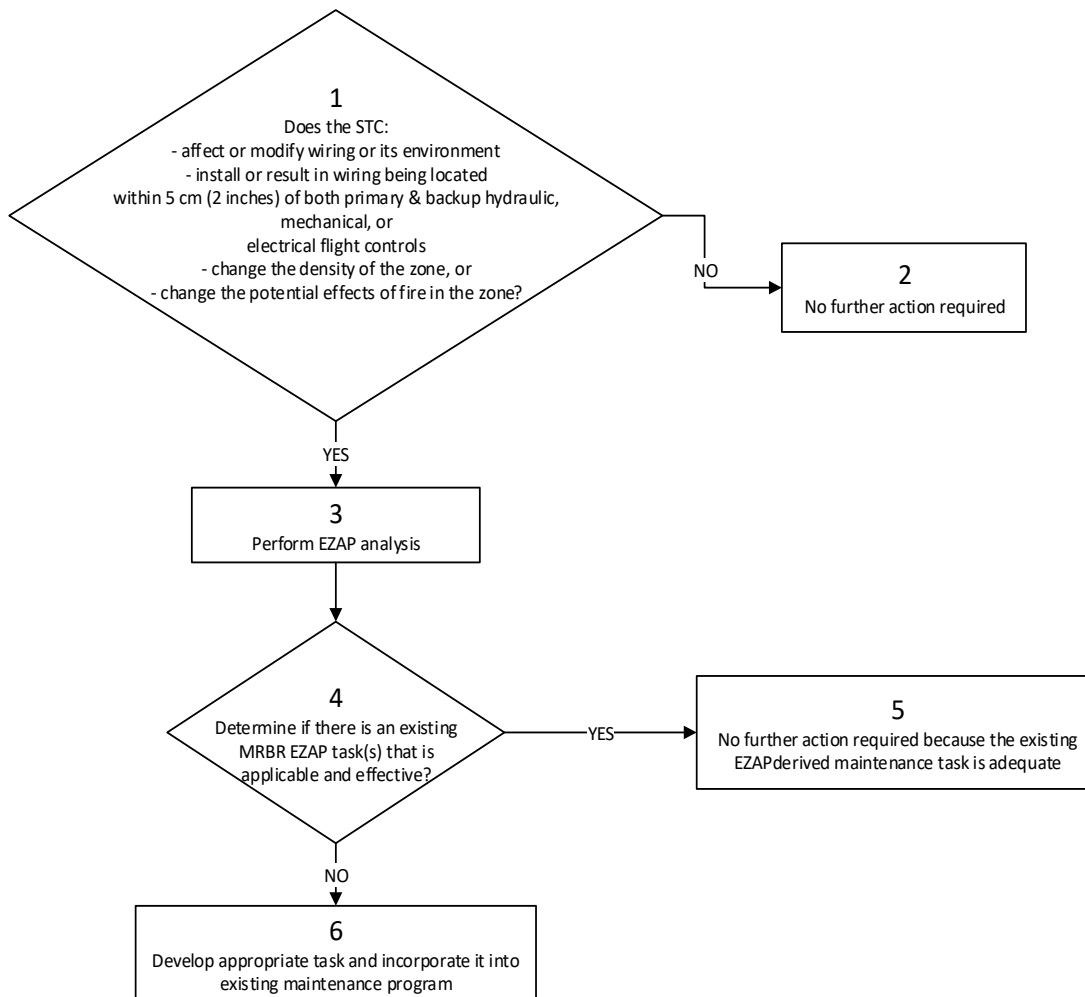 1
Does the STC:
- affect or modify wiring or its environment
- install or result in wiring being located
within 5 cm (2 inches) of both primary & backup hydraulic,
mechanical, or
electrical flight controls
- change the density of the zone, or
- change the potential effects of fire in the zone?
NO
2
No further action required
YES
3
Perform EZAP analysis
4
Determine if there is an existing
MRBR EZAP task(s) that is
applicable and effective?
YES
5
No further action required because the existing
EZAPderived maintenance task is adequate
NO
6
Develop appropriate task and incorporate it into
existing maintenance program